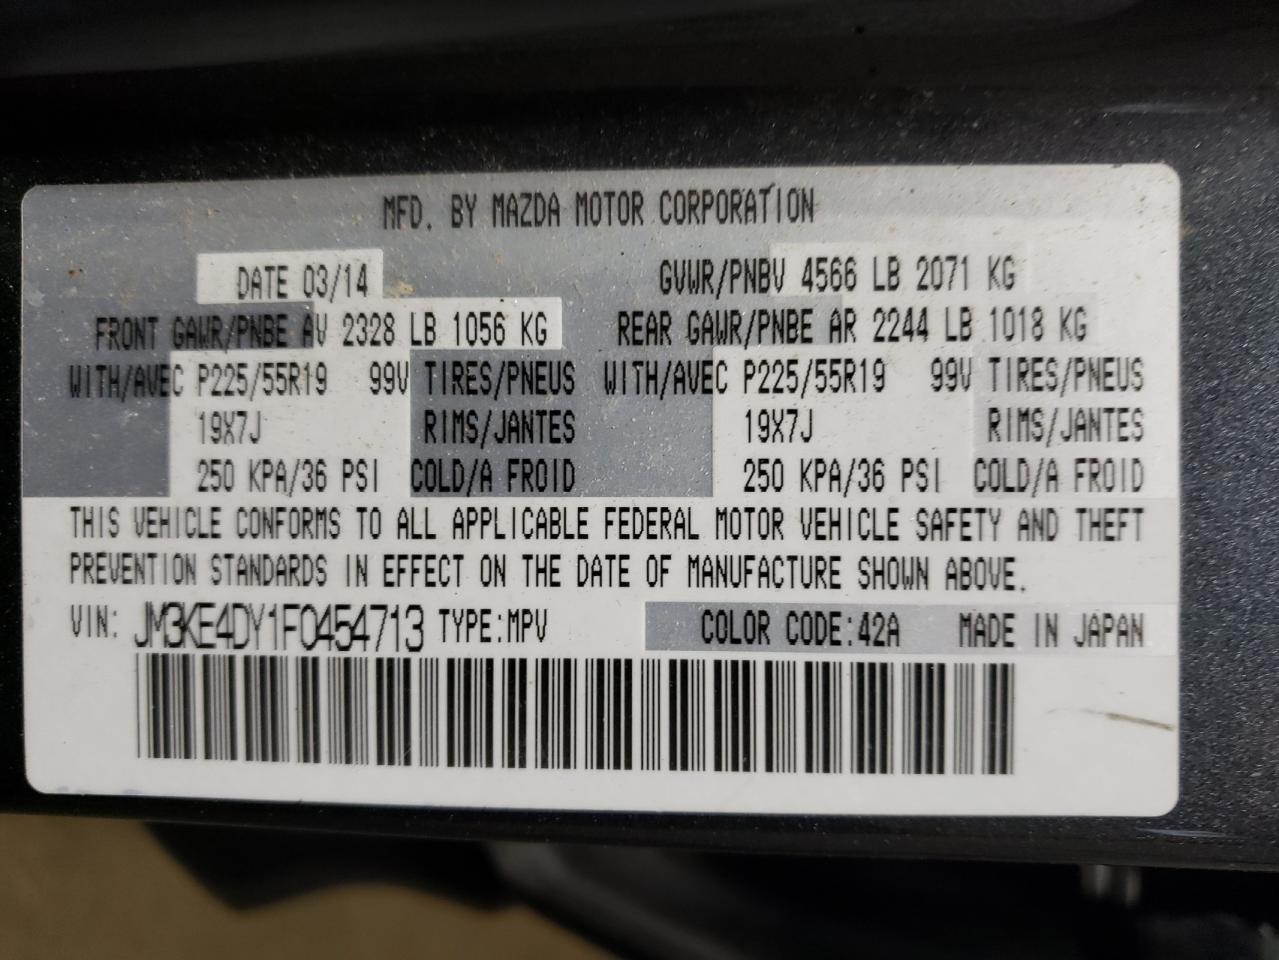 MFD. BY MAZDA MOTOR CORPORATION
DATE 03/14 GVWR/PNBV 4566 LB 2071 KG
FRONT GAWR/PNBE AV 2328 LB 1056 KG REAR GAWR/PNBE AR 2244 LB 1018 KG
WITH/AVEC P225/55R19 99V TIRES/PNEUS WITH/AVEC P225/55R19 99V TIRES/PNEUS
19X7J RIMS/JANTES 19X7J RIMS/JANTES
250 KPA/36 PSI COLD/A FROID 250 KPA/36 PSI COLD/A FROID
THIS VEHICLE CONFORMS TO ALL APPLICABLE FEDERAL MOTOR VEHICLE SAFETY AND THEFT
PREVENTION STANDARDS IN EFFECT ON THE DATE OF MANUFACTURE SHOWN ABOVE.
VIN: JM3KE4DY1F0454713 TYPE:MPV COLOR CODE:42A MADE IN JAPAN